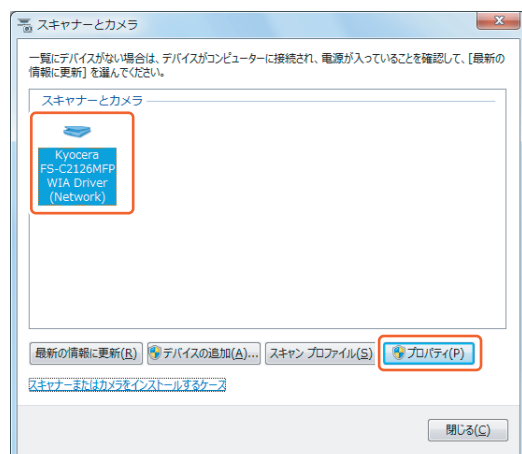 スキャナーとカメラ
一覧にデバイスがない場合は、デバイスがコンピューターに接続され、電源が入っていることを確認して、[最新の
情報に更新] を選んでください。
スキャナーとカメラ
Kyocera
FS-C2126MFP
WIA Driver
(Network)
最新の情報に更新(R) デバイスの追加(A)... スキャン プロファイル(S) プロパティ(P)
スキャナーまたはカメラをインストールするケース
閉じる(C)